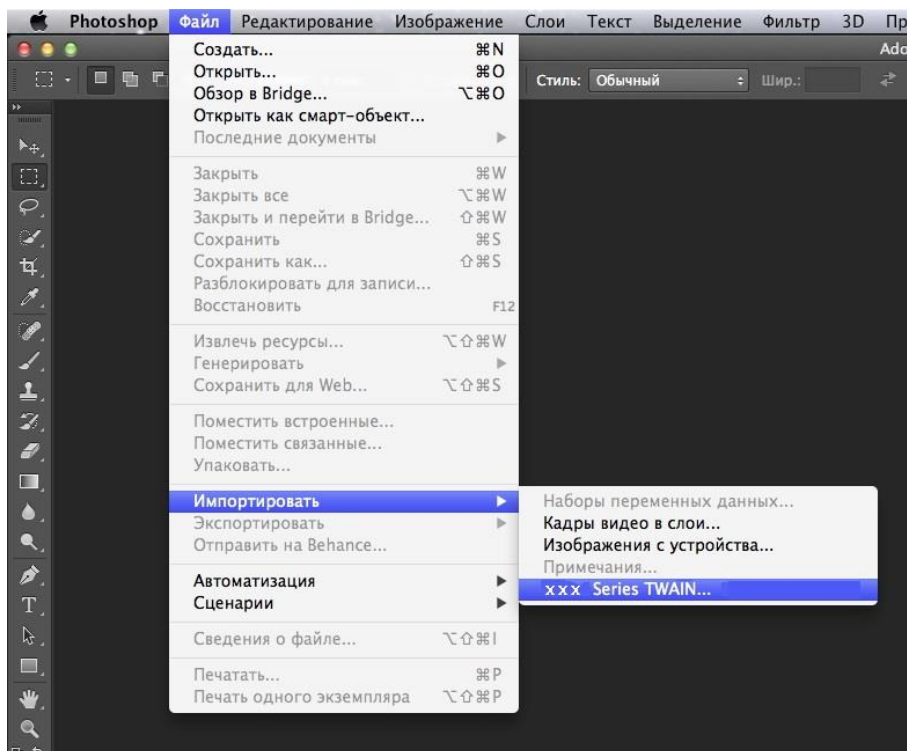 Photoshop Файл Редактирование Изображение Слои Текст Выделение Фильтр 3D
Стиль: Обычный Шир.:
Создать... ⌘N
Открыть... ⌘O
Обзор в Bridge... ⌥⌘O
Открыть как смарт-объект...
Последние документы
Закрыть ⌘W
Закрыть все ⌥⌘W
Закрыть и перейти в Bridge... ⇧⌘W
Сохранить ⌘S
Сохранить как... ⇧⌘S
Разблокировать для записи...
Восстановить F12
Извлечь ресурсы... ⌥⇧⌘W
Генерировать
Сохранить для Web... ⌥⇧⌘S
Поместить встроенные...
Поместить связанные...
Упаковать...
Импортировать
Экспортировать
Отправить на Behance...
Автоматизация
Сценарии
Сведения о файле... ⌥⇧⌘I
Печатать... ⌘P
Печать одного экземпляра ⌥⇧⌘P
Наборы переменных данных...
Кадры видео в слои...
Изображения с устройства...
Примечания...
xxx Series TWAIN...